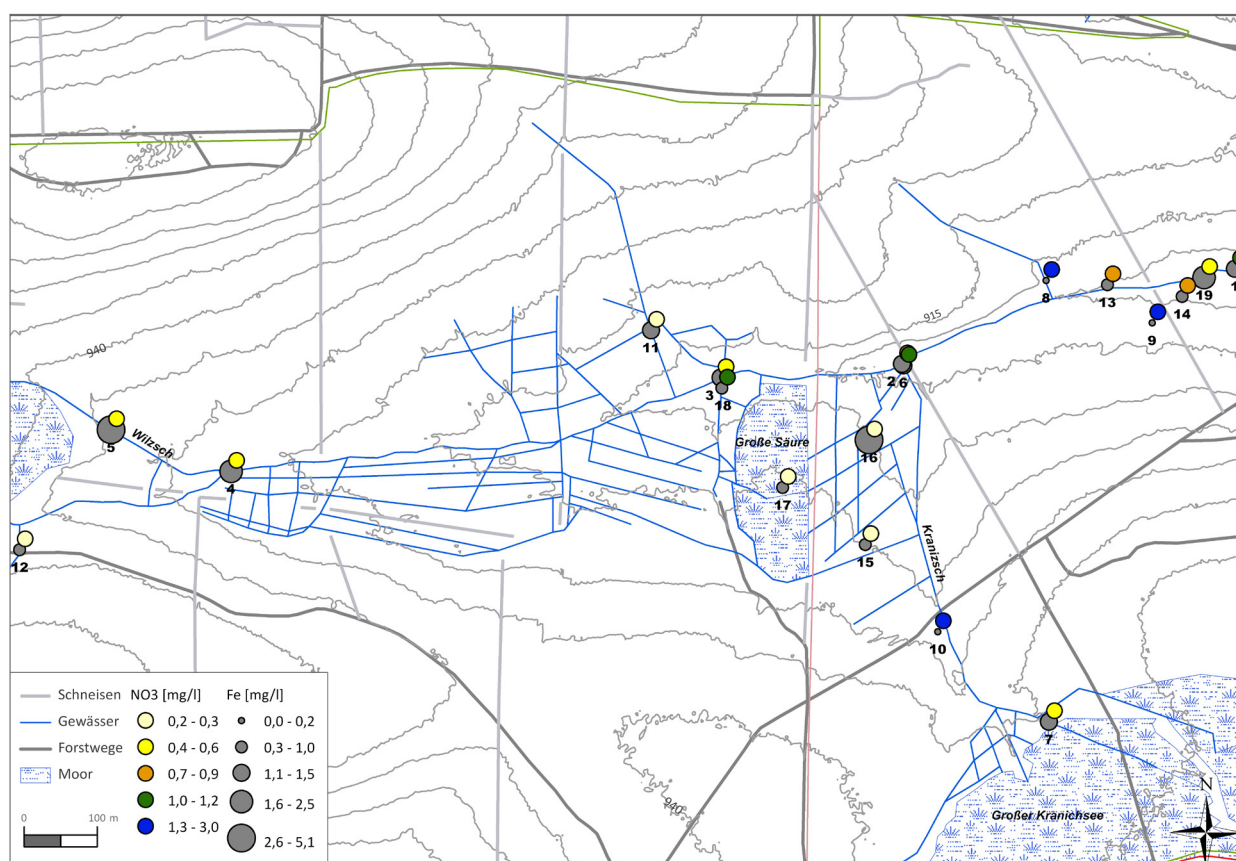 915
940
8
13
19
1
14
9
11
2
6
3
18
Große Säure
Wilzsch
5
16
4
17
Kranizsch
15
12
10
940
7
Großer Kranichsee
N
Schneisen
Gewässer
Forstwege
Moor
0 100 m
NO3 [mg/l]
0,2 - 0,3
0,4 - 0,6
0,7 - 0,9
1,0 - 1,2
1,3 - 3,0
Fe [mg/l]
0,0 - 0,2
0,3 - 1,0
1,1 - 1,5
1,6 - 2,5
2,6 - 5,1